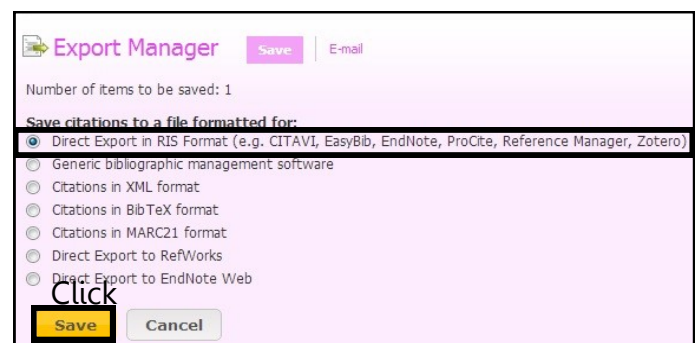 Export Manager Save E-mail
Number of items to be saved: 1
Save citations to a file formatted for:
Direct Export in RIS Format (e.g. CITAVI, EasyBib, EndNote, ProCite, Reference Manager, Zotero)
Generic bibliographic management software
Citations in XML format
Citations in BibTeX format
Citations in MARC21 format
Direct Export to RefWorks
Direct Export to EndNote Web
Click
Save Cancel